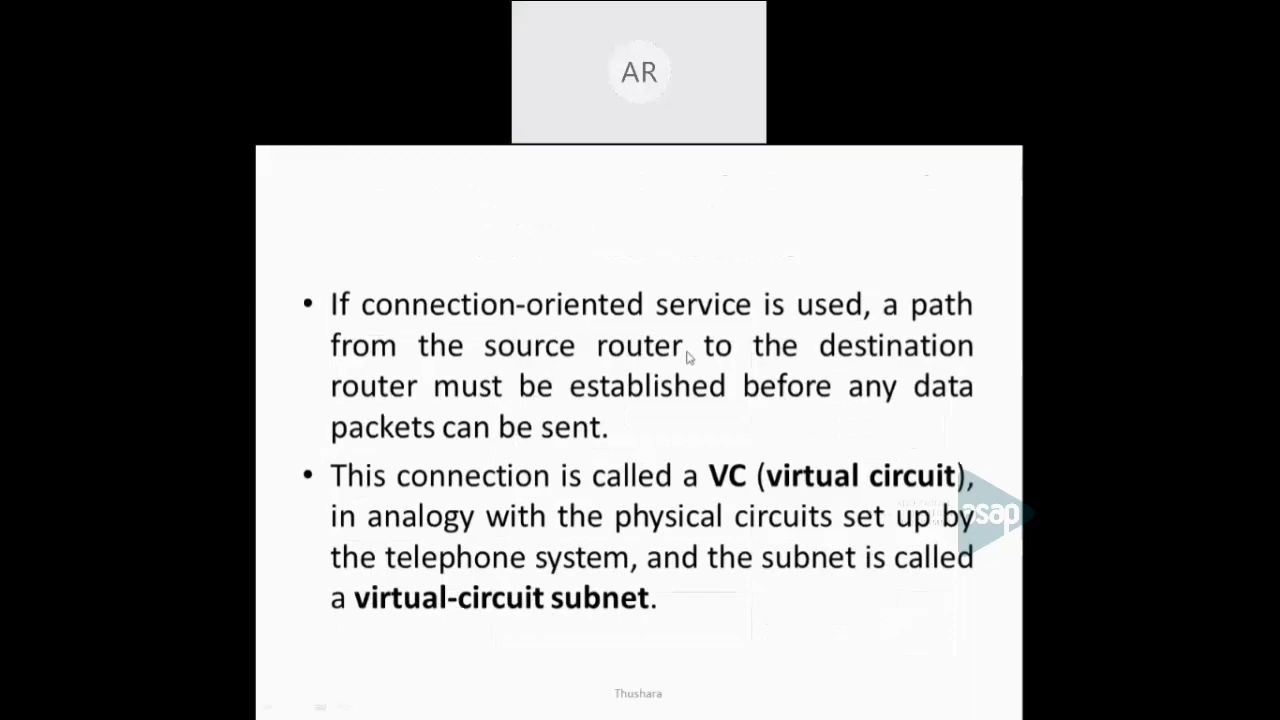 AR
• If connection-oriented service is used, a path
from the source router to the destination
router must be established before any data
packets can be sent.
• This connection is called a VC (virtual circuit),
in analogy with the physical circuits set up by
the telephone system, and the subnet is called
a virtual-circuit subnet.
asap
Thushara